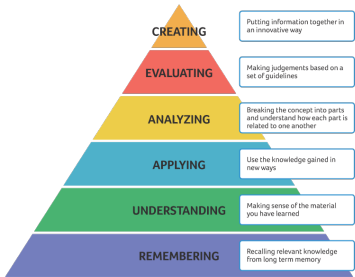 CREATING
Putting information together in
an innovative way
EVALUATING
Making judgements based on a
set of guidelines
ANALYZING
Breaking the concept into parts
and understand how each part is
related to one another
APPLYING
Use the knowledge gained in
new ways
UNDERSTANDING
Making sense of the material
you have learned
REMEMBERING
Recalling relevant knowledge
from long term memory